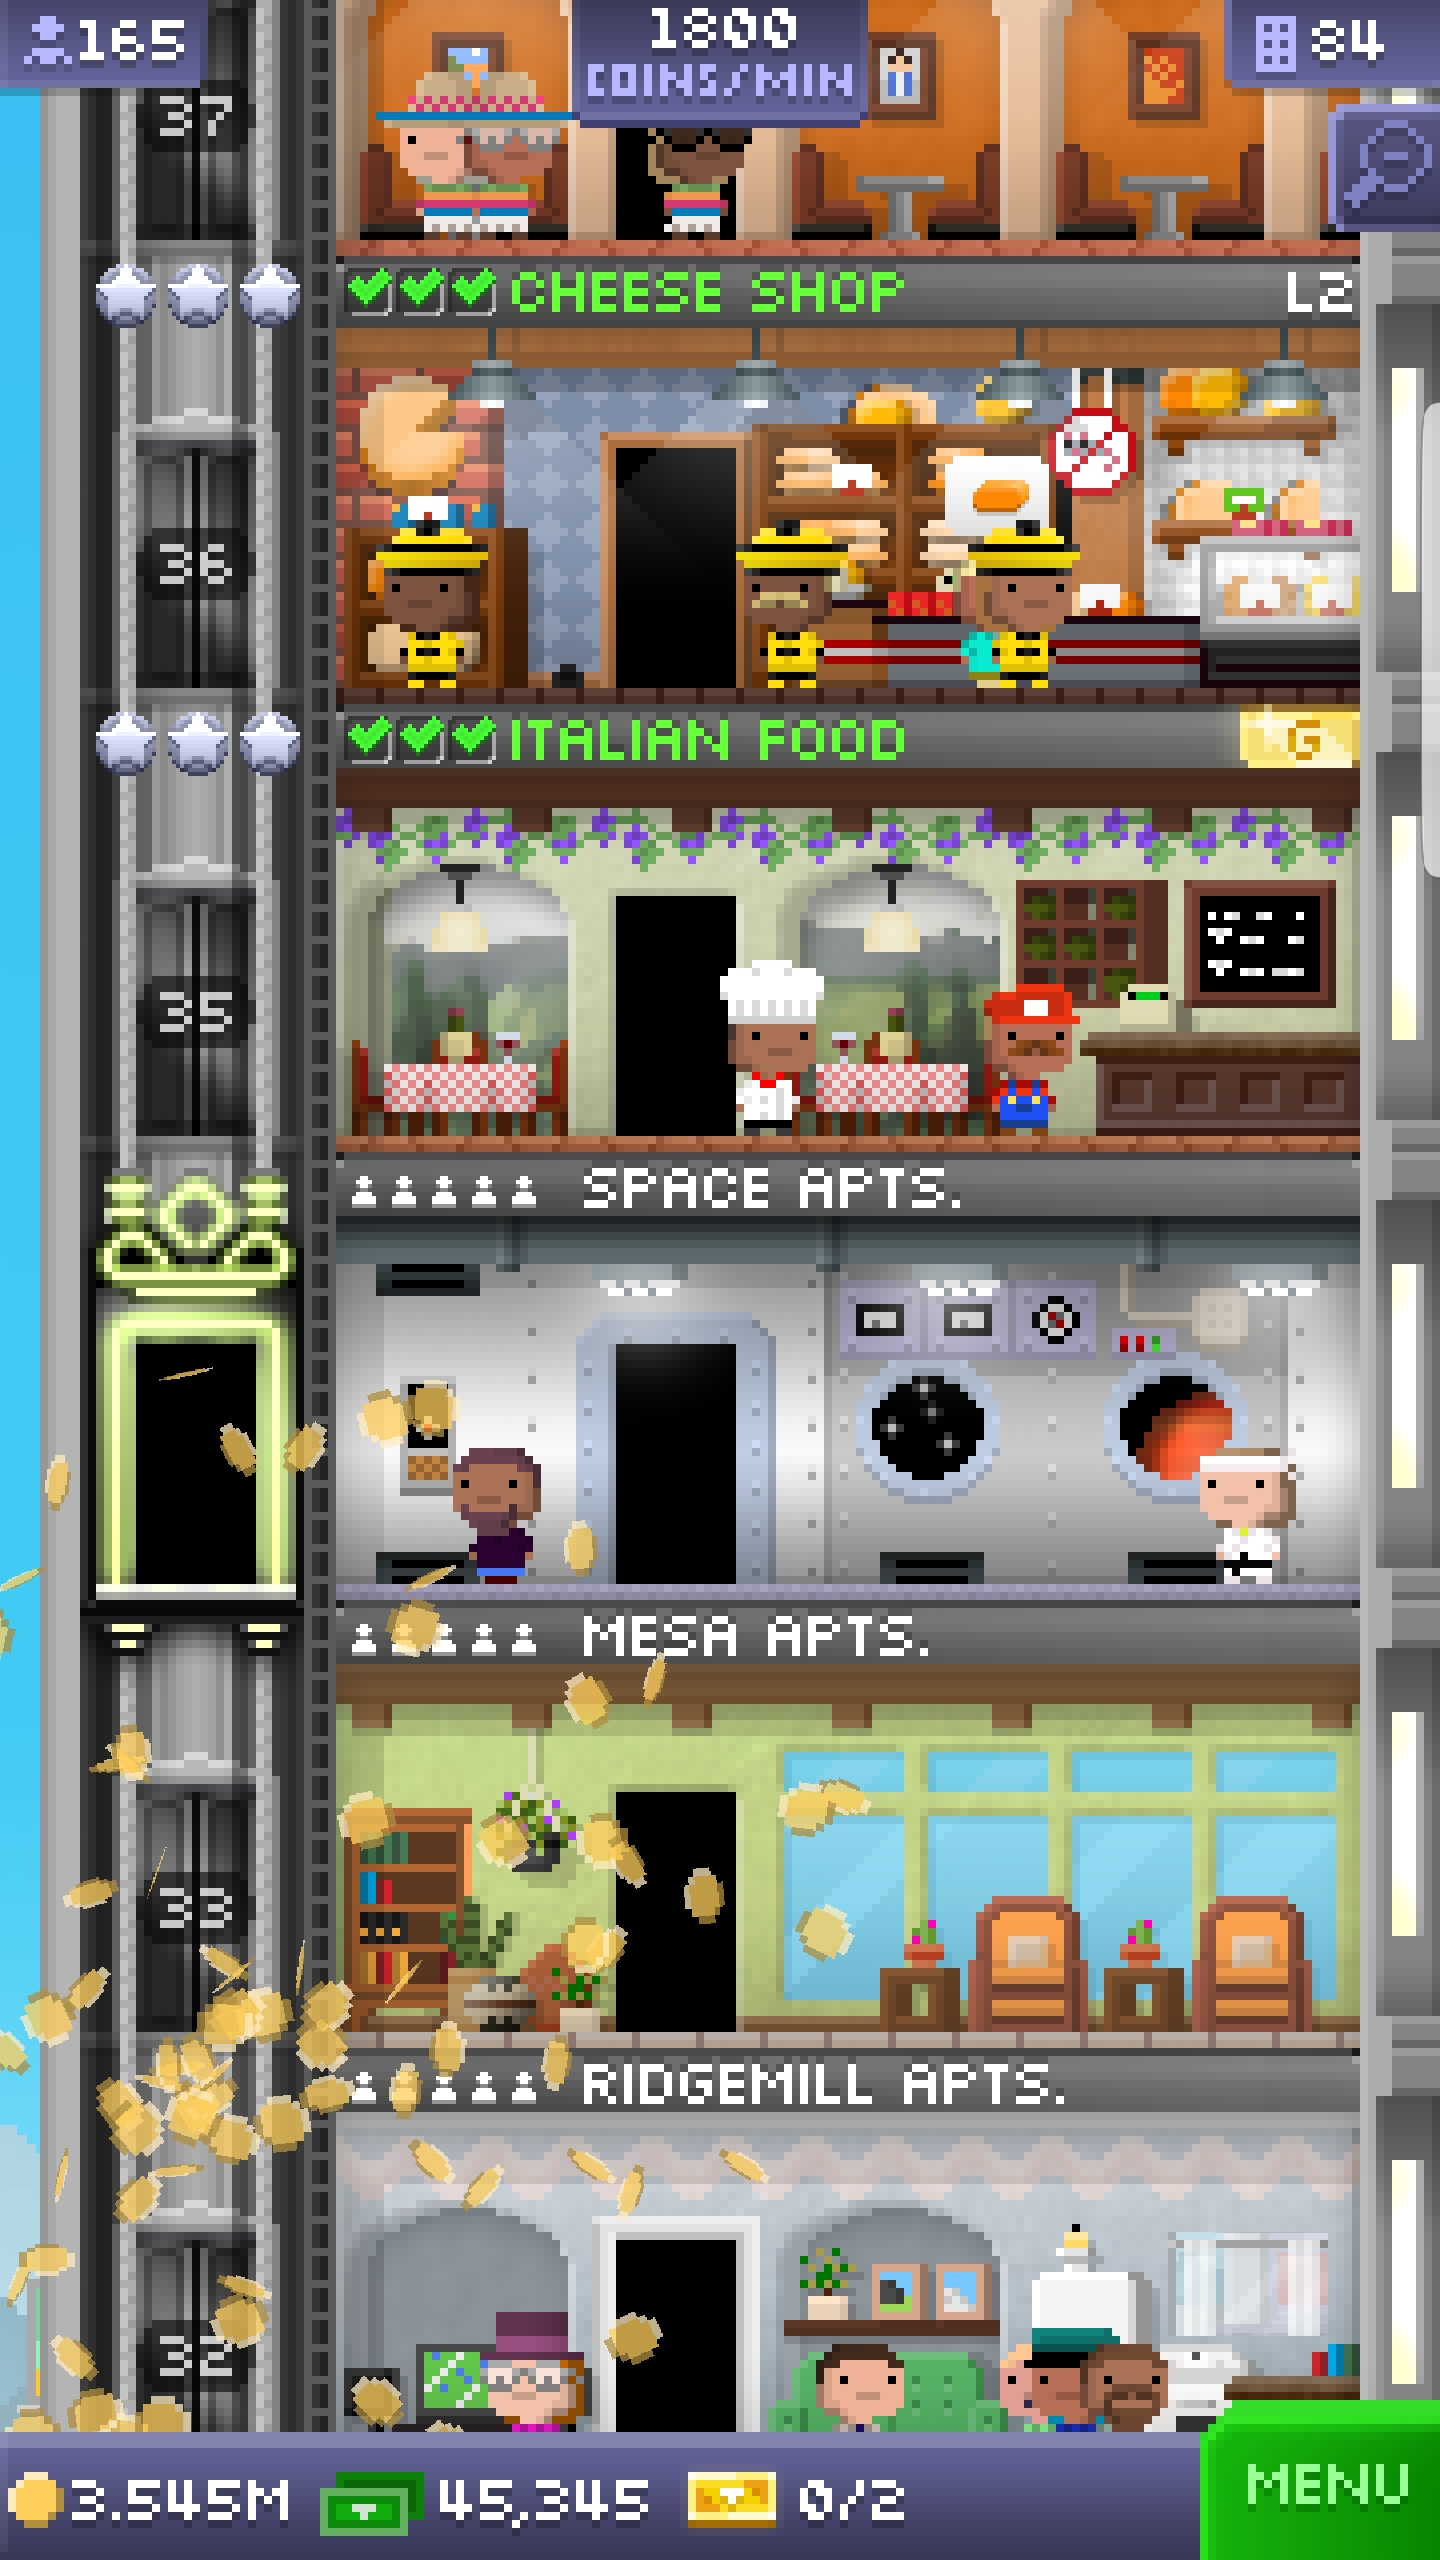 165
1800
COINS/MIN
84
37
CHEESE SHOP
L2
36
ITALIAN FOOD
G
35
SPACE APTS.
MESA APTS.
33
RIDGEMILL APTS.
32
3.545M
45,345
0/2
MENU